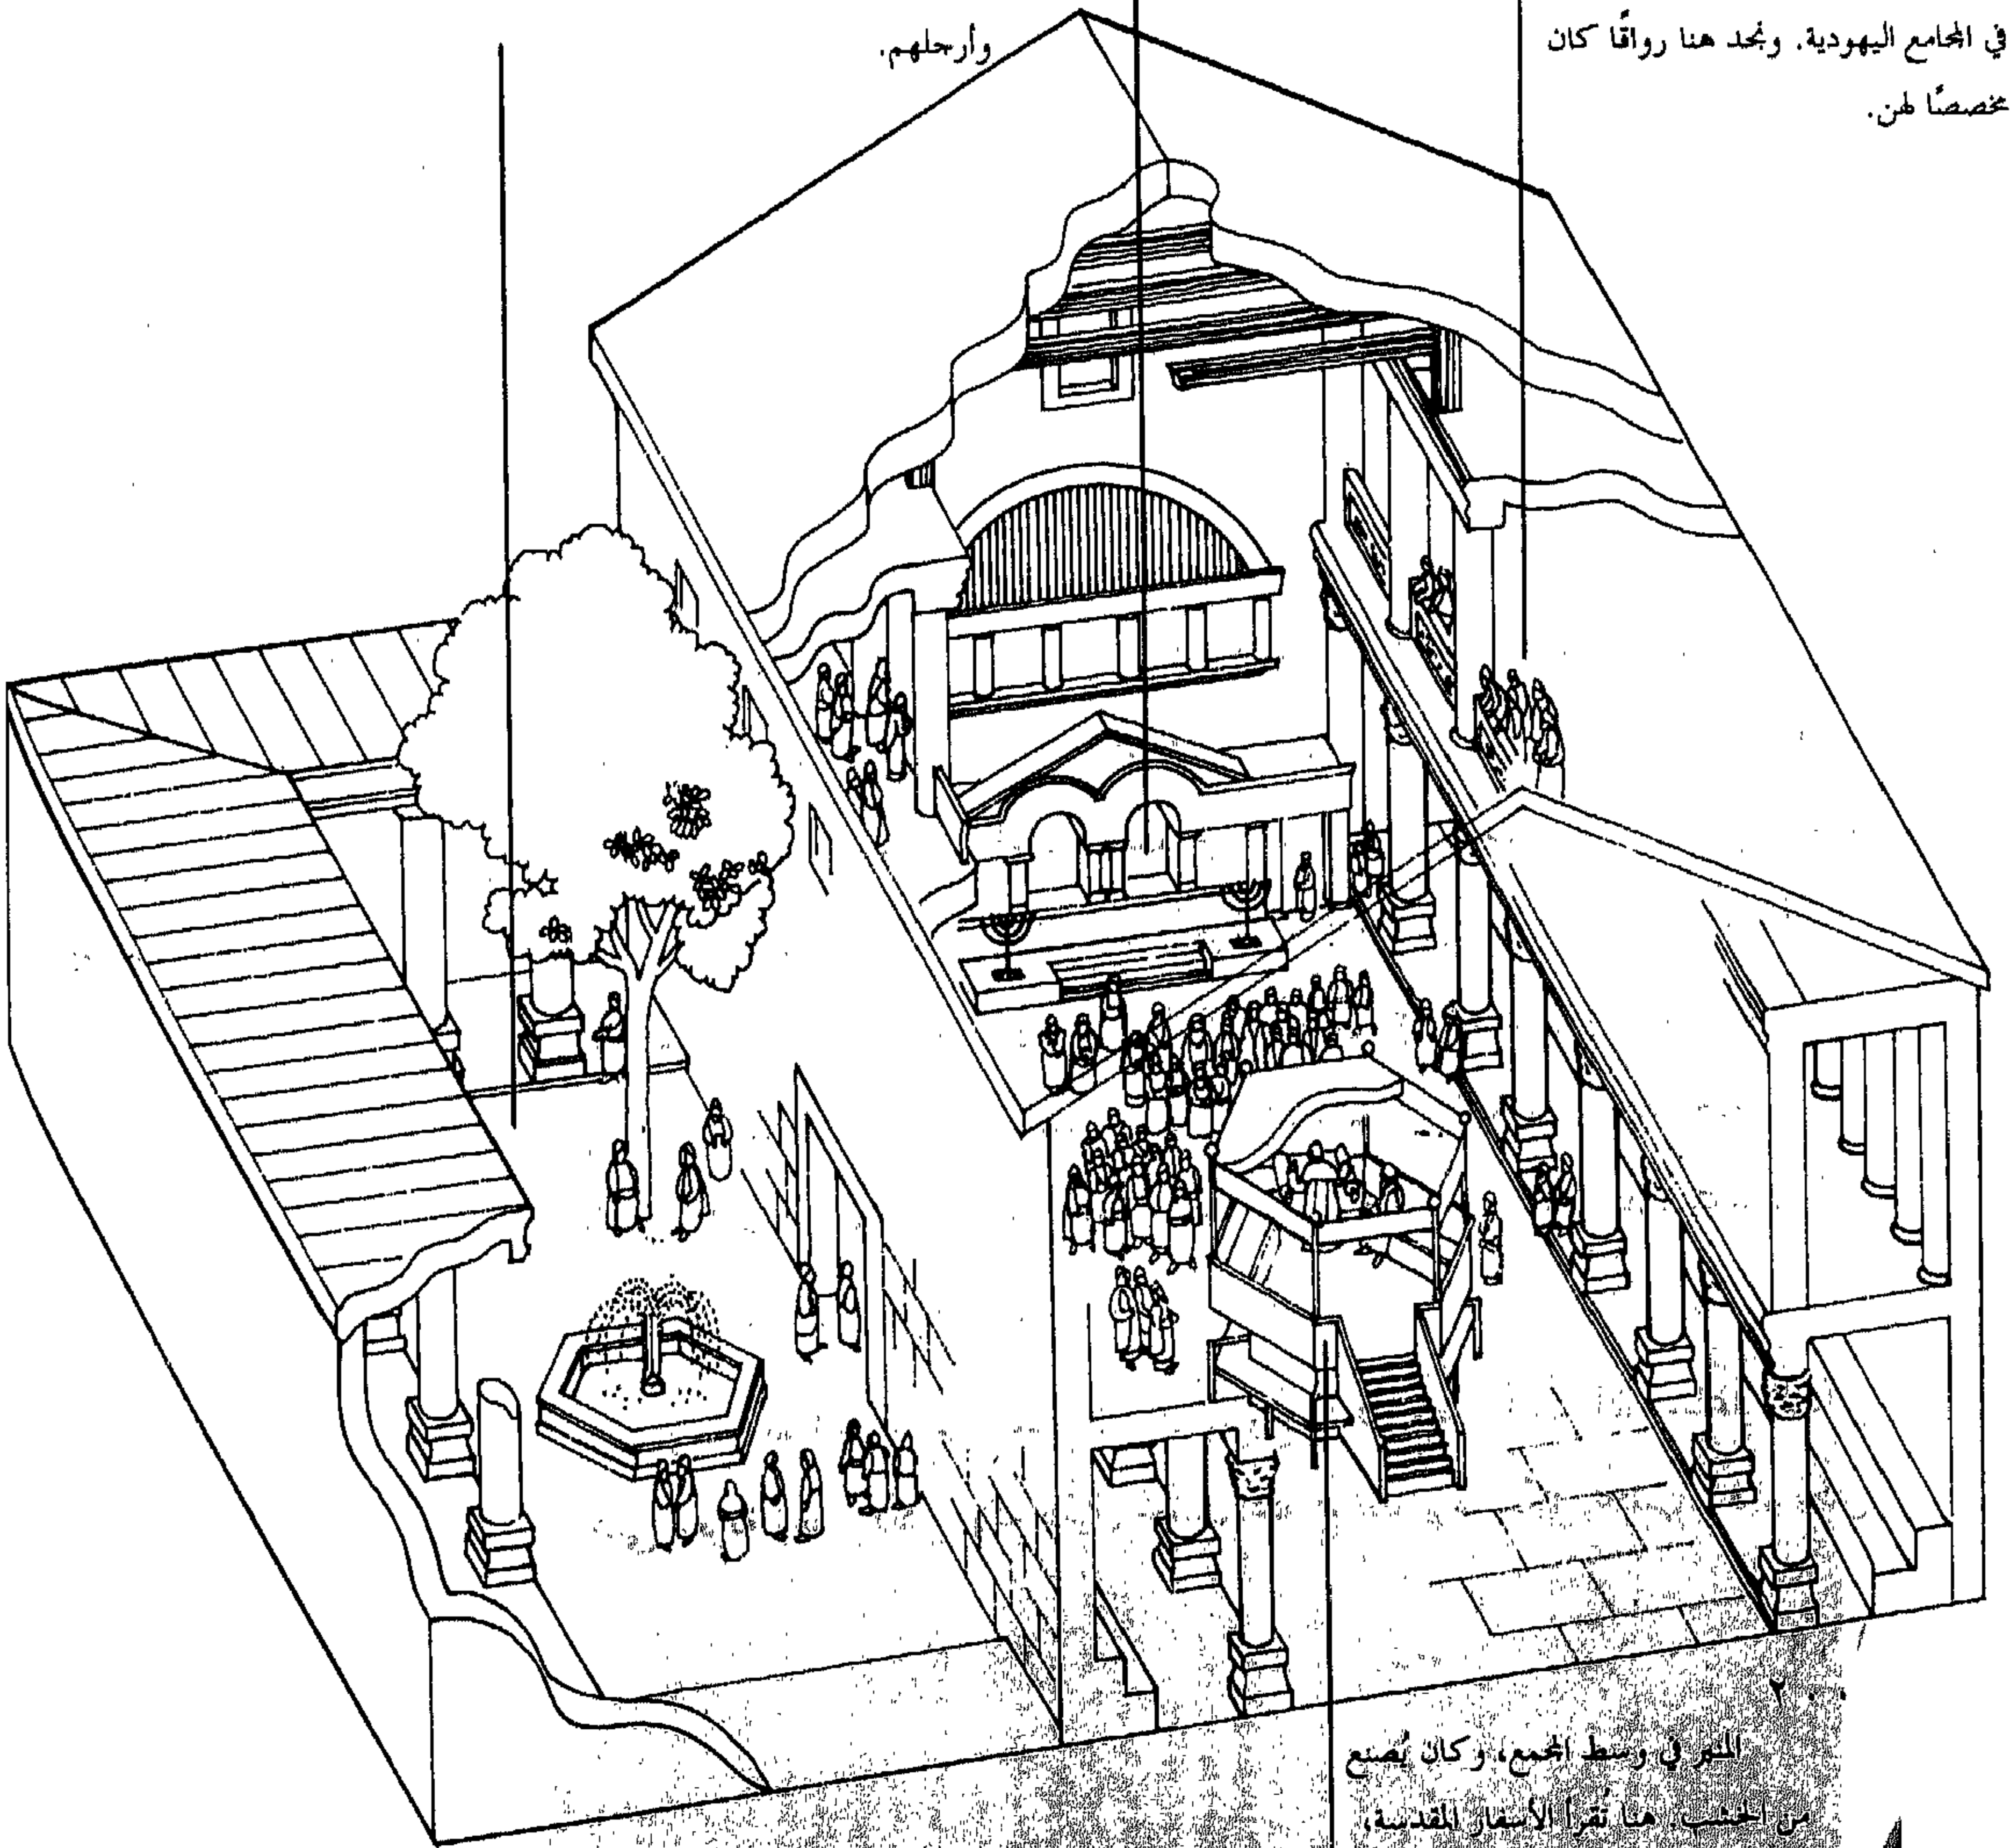 في المجامع اليهودية. ونجد هنا رواقًا كان
مخصصًا لهن.
وأرجلهم.
٢
المنبر في وسط المجمع، وكان يُصنع
من الخشب. هنا تُقرأ الأسفار المقدسة،